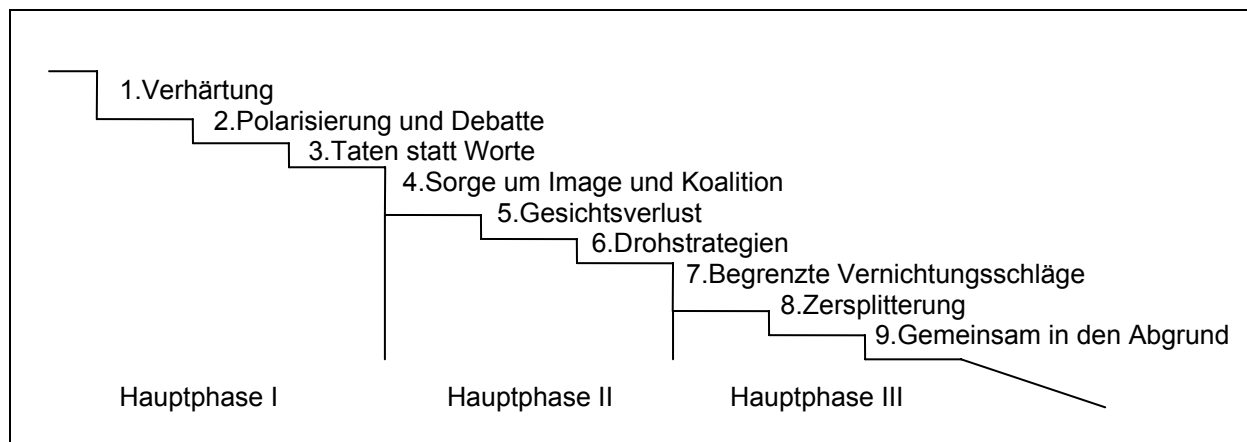 1.Verhärtung
2.Polarisierung und Debatte
3.Taten statt Worte
4.Sorge um Image und Koalition
5.Gesichtsverlust
6.Drohstrategien
7.Begrenzte Vernichtungsschläge
8.Zersplitterung
9.Gemeinsam in den Abgrund
Hauptphase I
Hauptphase II
Hauptphase III